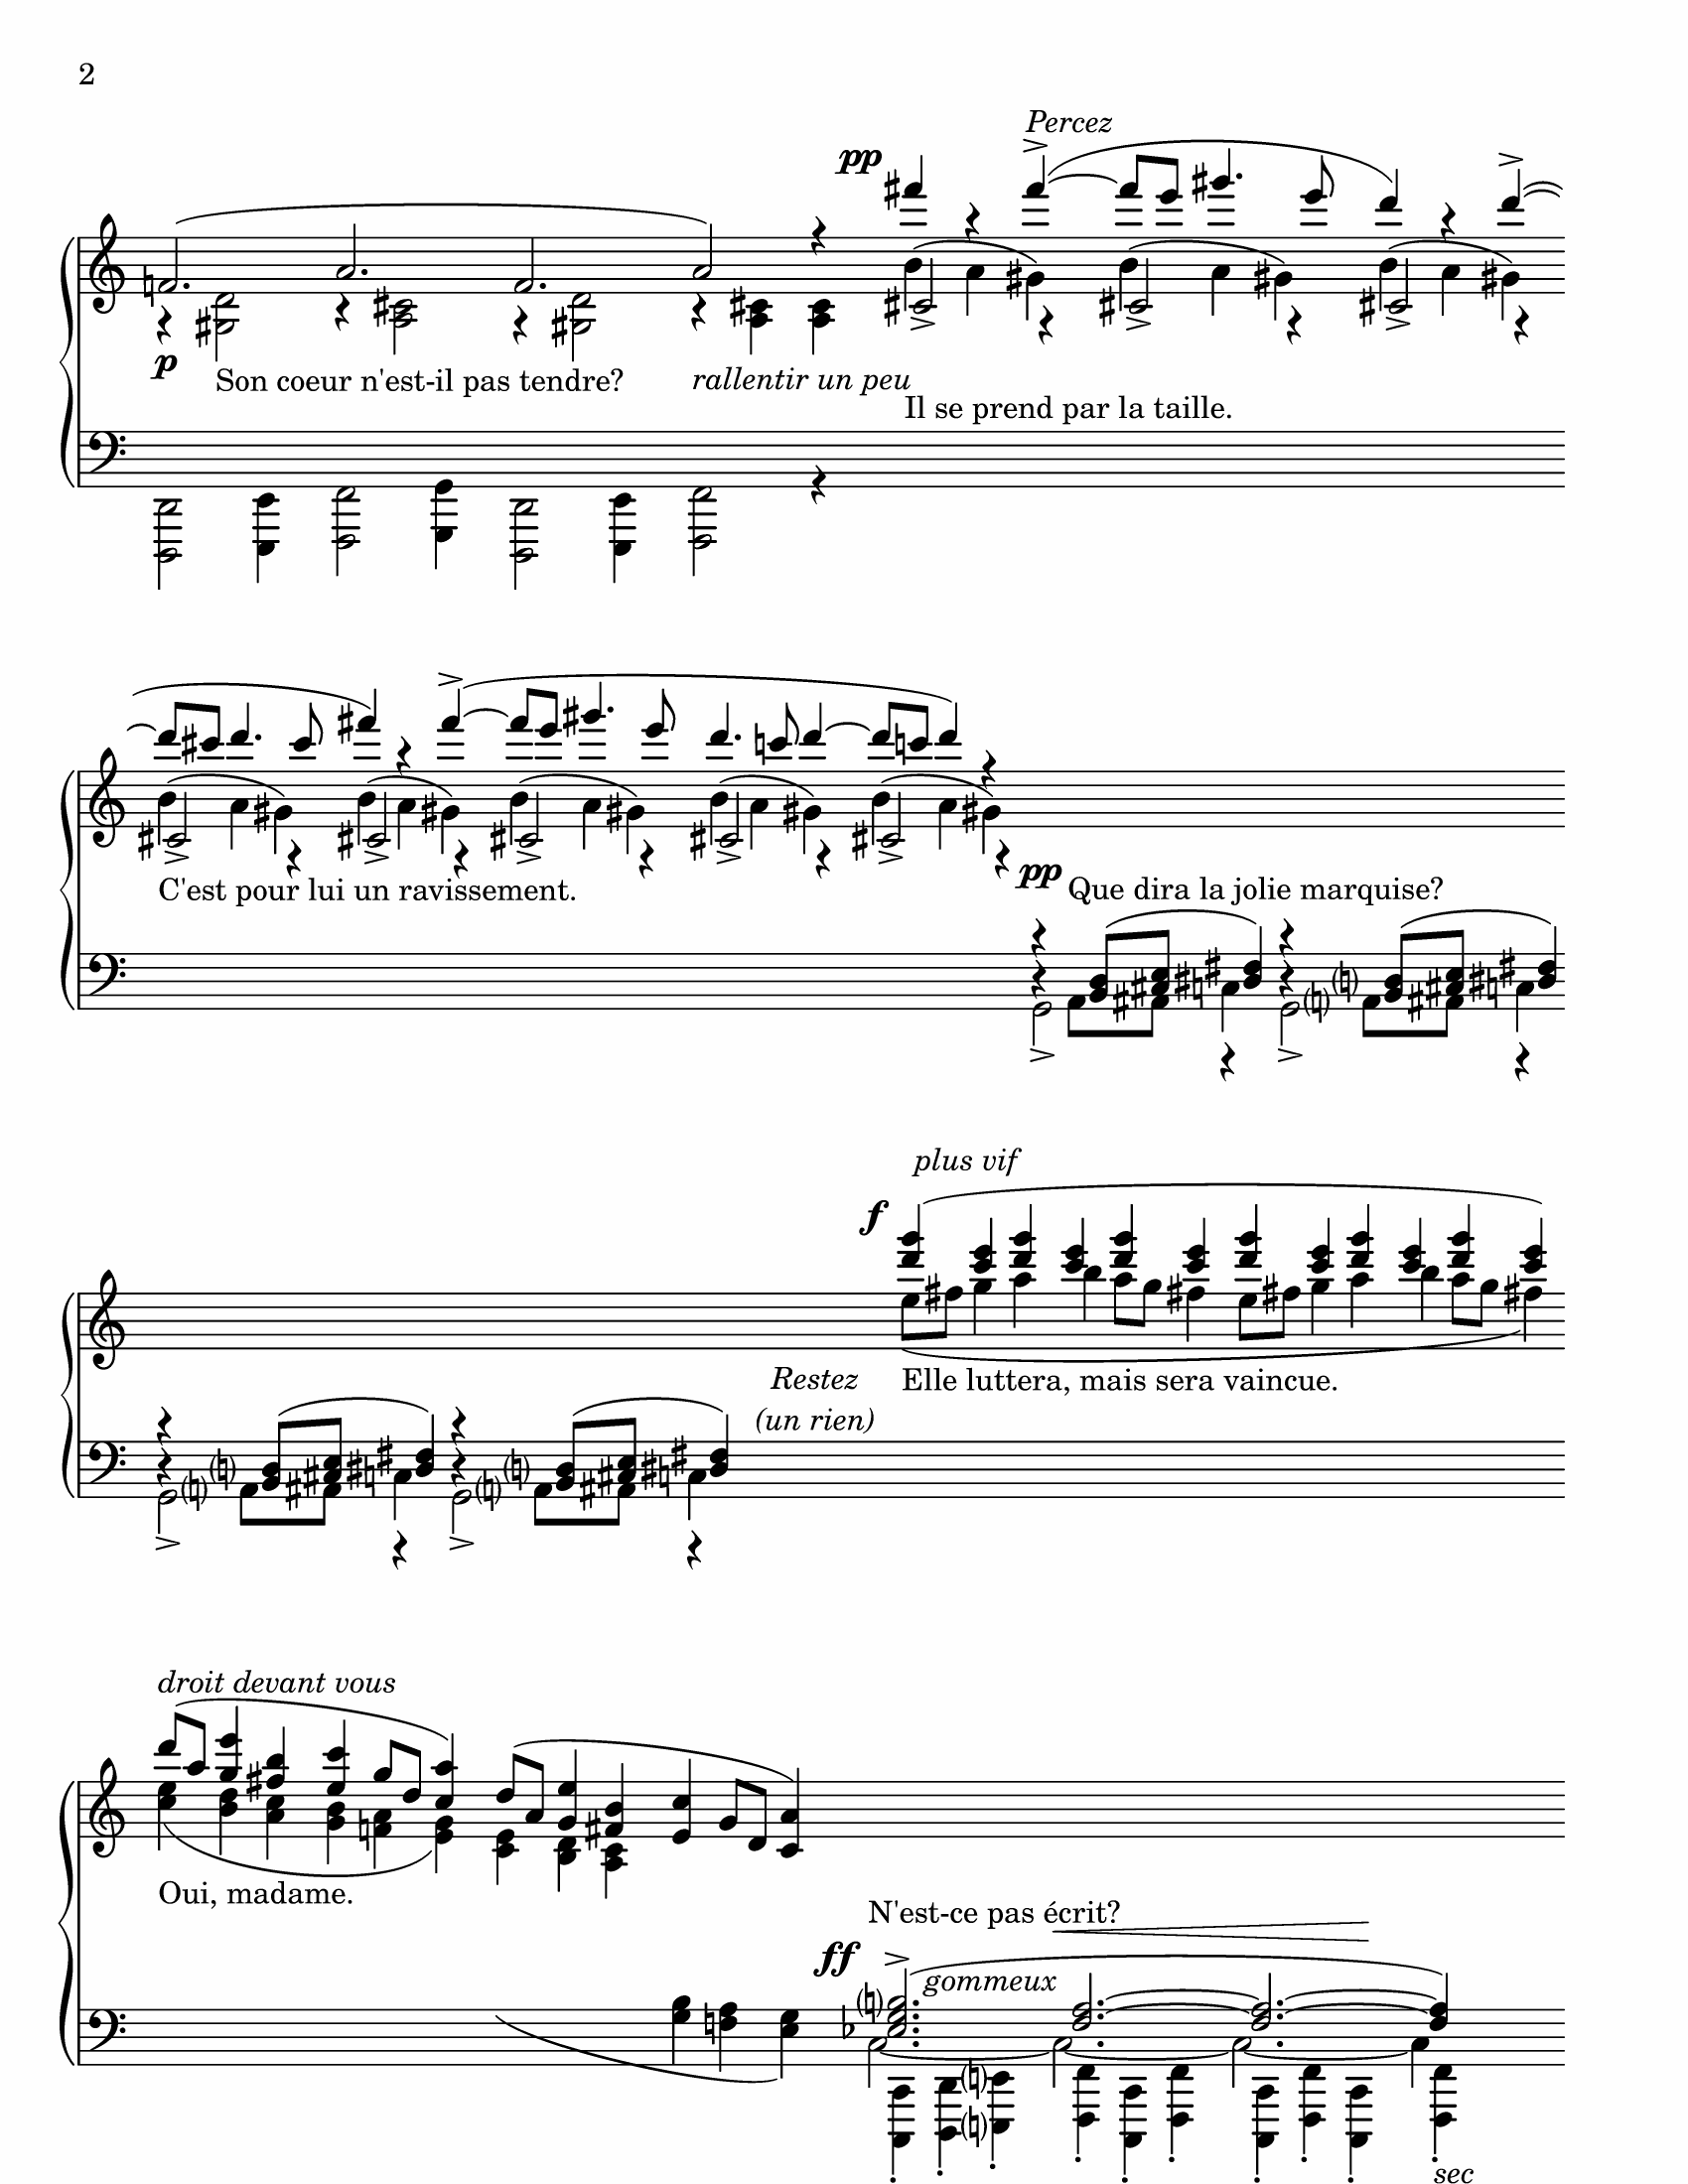 2
Percez
pp
p
Son coeur n'est-il pas tendre?
rallentir un peu
Il se prend par la taille.
C'est pour lui un ravissement.
pp
Que dira la jolie marquise?
plus vif
f
Restez
(un rien)
Elle luttera, mais sera vaincue.
droit devant vous
Oui, madame.
N'est-ce pas écrit?
ff
gommeux
sec